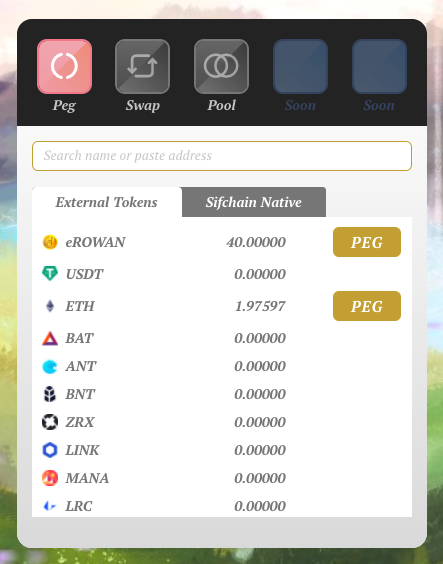 Peg Swap Pool Soon Soon
Search name or paste address
External Tokens Sifchain Native
eROWAN 40.00000 PEG
USDT 0.00000
ETH 1.97597 PEG
BAT 0.00000
ANT 0.00000
BNT 0.00000
ZRX 0.00000
LINK 0.00000
MANA 0.00000
LRC 0.00000